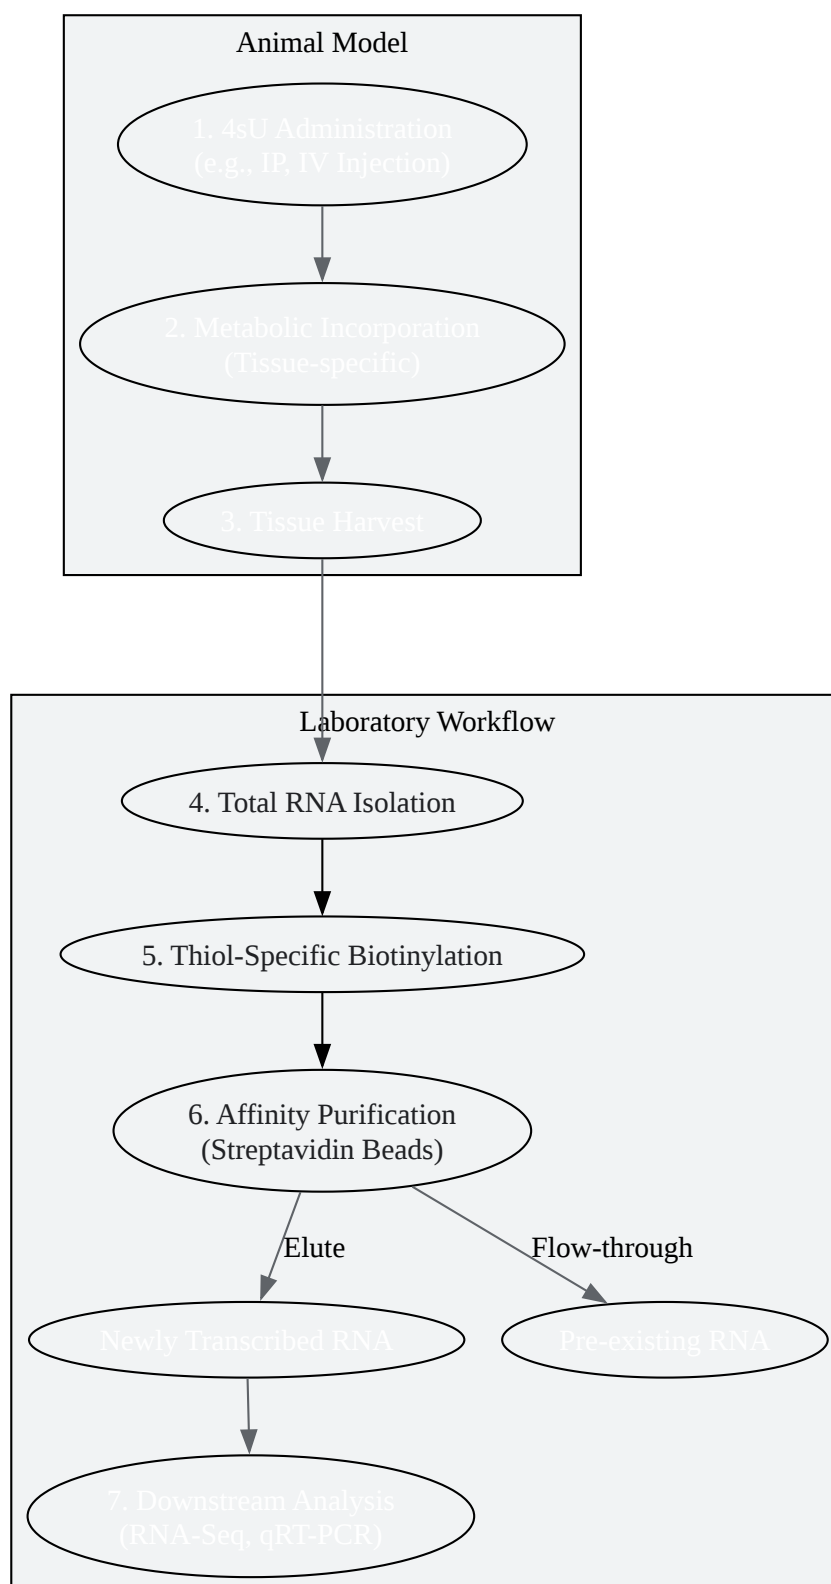 Animal Model
1. 4sU Administration
(e.g., IP, IV Injection)
2. Metabolic Incorporation
(Tissue-specific)
3. Tissue Harvest
Laboratory Workflow
4. Total RNA Isolation
5. Thiol-Specific Biotinylation
6. Affinity Purification
(Streptavidin Beads)
Elute
Flow-through
Newly Transcribed RNA
Pre-existing RNA
7. Downstream Analysis
(RNA-Seq, qRT-PCR)